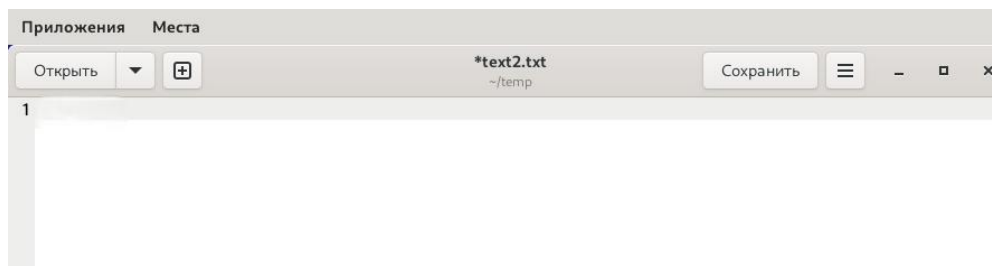 Приложения Места
Открыть *text2.txt Сохранить
~/temp
1